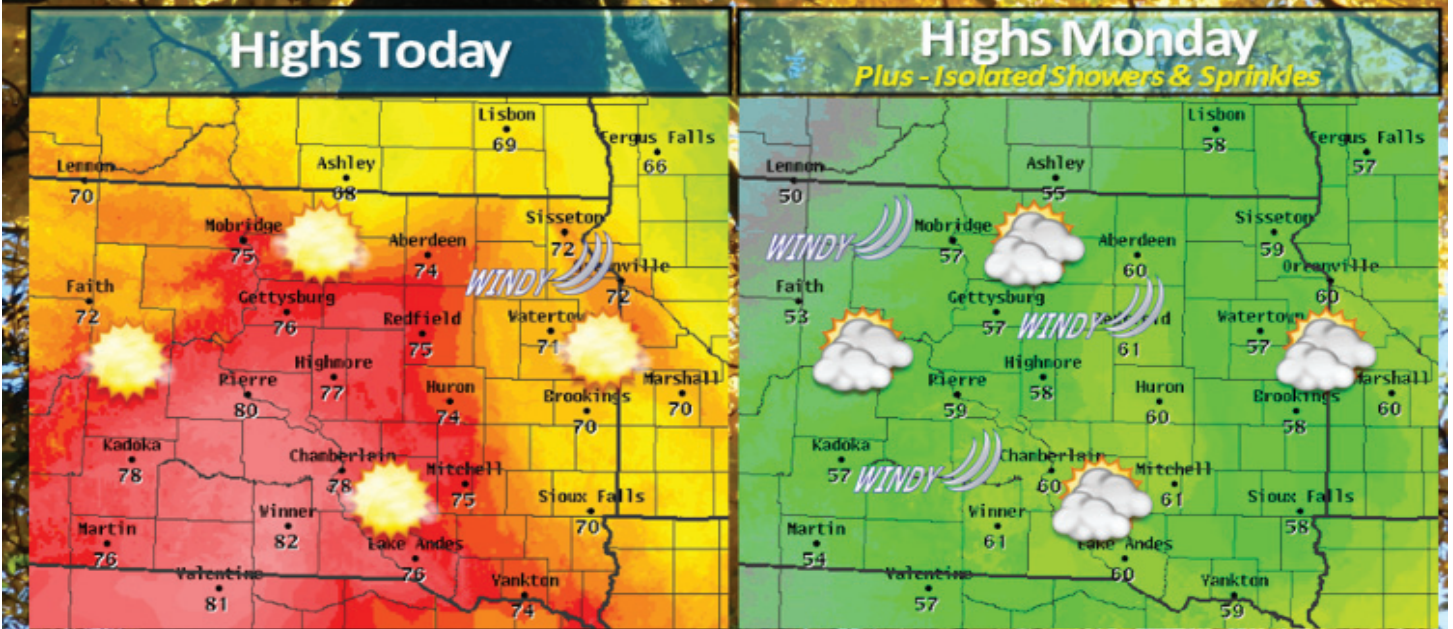 Highs Today
Lisbon
69
Fergus Falls
66
Lemmon
70
Ashley
68
Mobridge
75
Aberdeen
74
Sisseton
72
WINDY
72
Faith
72
Gettysburg
76
Redfield
75
Watertown
71
Highmore
77
Pierre
80
Huron
74
Brookings
70
Marshall
70
Kadoka
78
Chamberlain
78
Mitchell
75
Sioux Falls
70
Martin
76
Winner
82
Lake Andes
76
Valentine
81
Yankton
74
Highs Monday
Plus - Isolated Showers & Sprinkles
Lisbon
58
Fergus Falls
57
Lemmon
50
Ashley
55
WINDY
Mobridge
57
Aberdeen
60
Sisseton
59
Ortonville
60
Faith
53
Gettysburg
57
WINDY
61
Watertown
57
Highmore
58
Pierre
59
Huron
60
Brookings
58
Marshall
60
Kadoka
57
WINDY
Chamberlain
60
Mitchell
61
Sioux Falls
58
Martin
54
Winner
61
Lake Andes
60
Valentine
57
Yankton
59